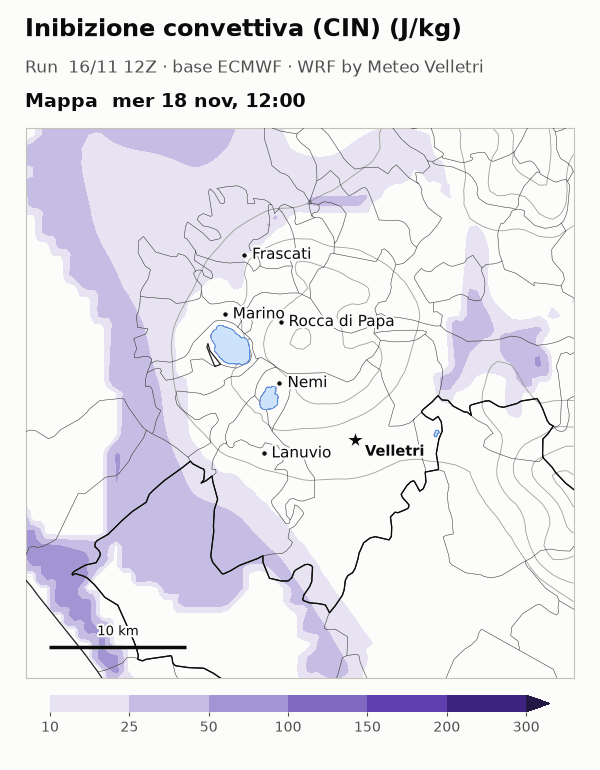 Inibizione convettiva (CIN) (J/kg)
Run  16/11 12Z · base ECMWF · WRF by Meteo Velletri
Mappa  mer 18 nov, 12:00
Frascati
Marino
Rocca di Papa
Nemi
Velletri
Lanuvio
10 km
10 25 50 100 150 200 300